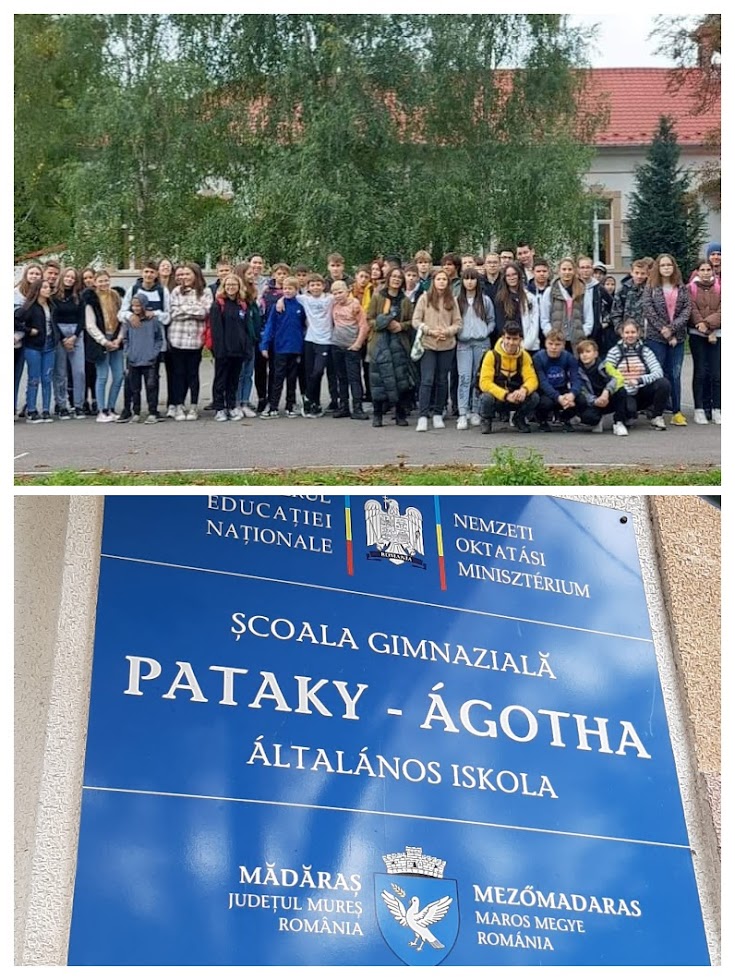 EDUCAȚIEI
NAȚIONALE
NEMZETI
OKTATÁSI
MINISZTÉRIUM
ROMANIA
ȘCOALA GIMNAZIALĂ
PATAKY - ÁGOTHA
ÁLTALÁNOS ISKOLA
MĂDĂRAȘ
JUDEȚUL MUREȘ
ROMÂNIA
MEZŐMADARAS
MAROS MEGYE
ROMÁNIA